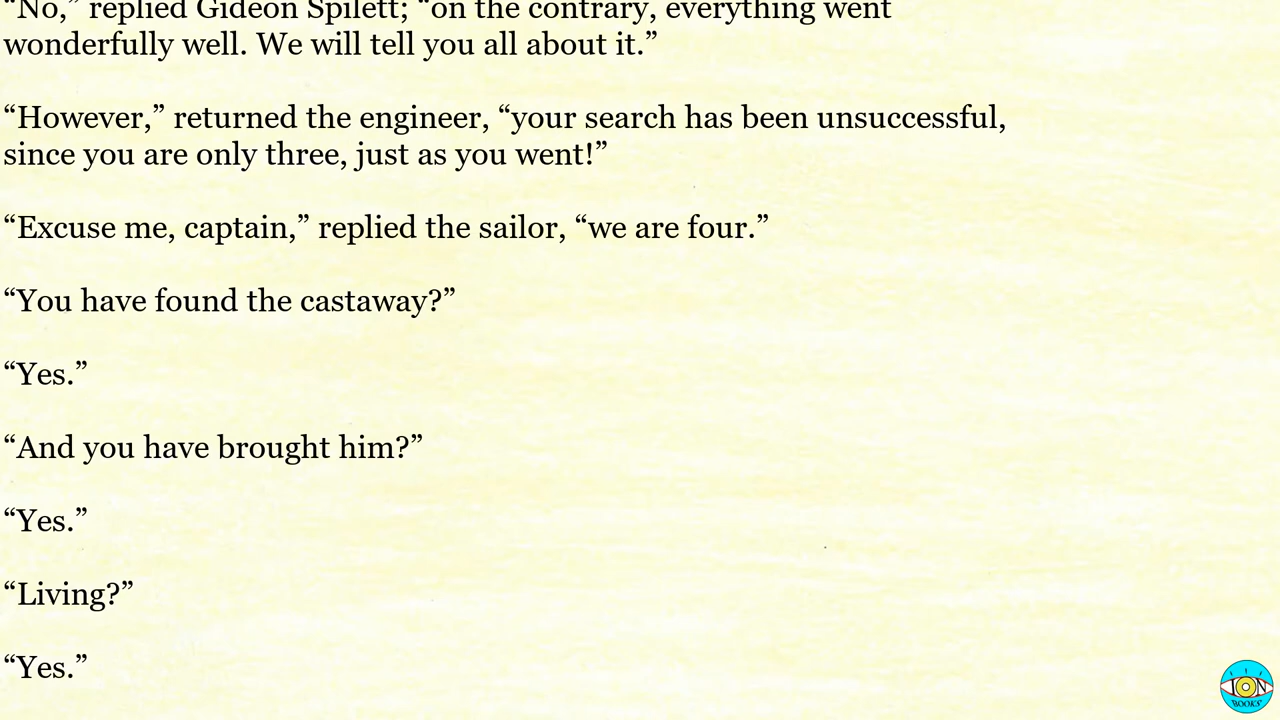 “No,” replied Gideon Spilett; “on the contrary, everything went
wonderfully well. We will tell you all about it.”
“However,” returned the engineer, “your search has been unsuccessful,
since you are only three, just as you went!”
“Excuse me, captain,” replied the sailor, “we are four.”
“You have found the castaway?”
“Yes.”
“And you have brought him?”
“Yes.”
“Living?”
“Yes.”
ION
BOOKS